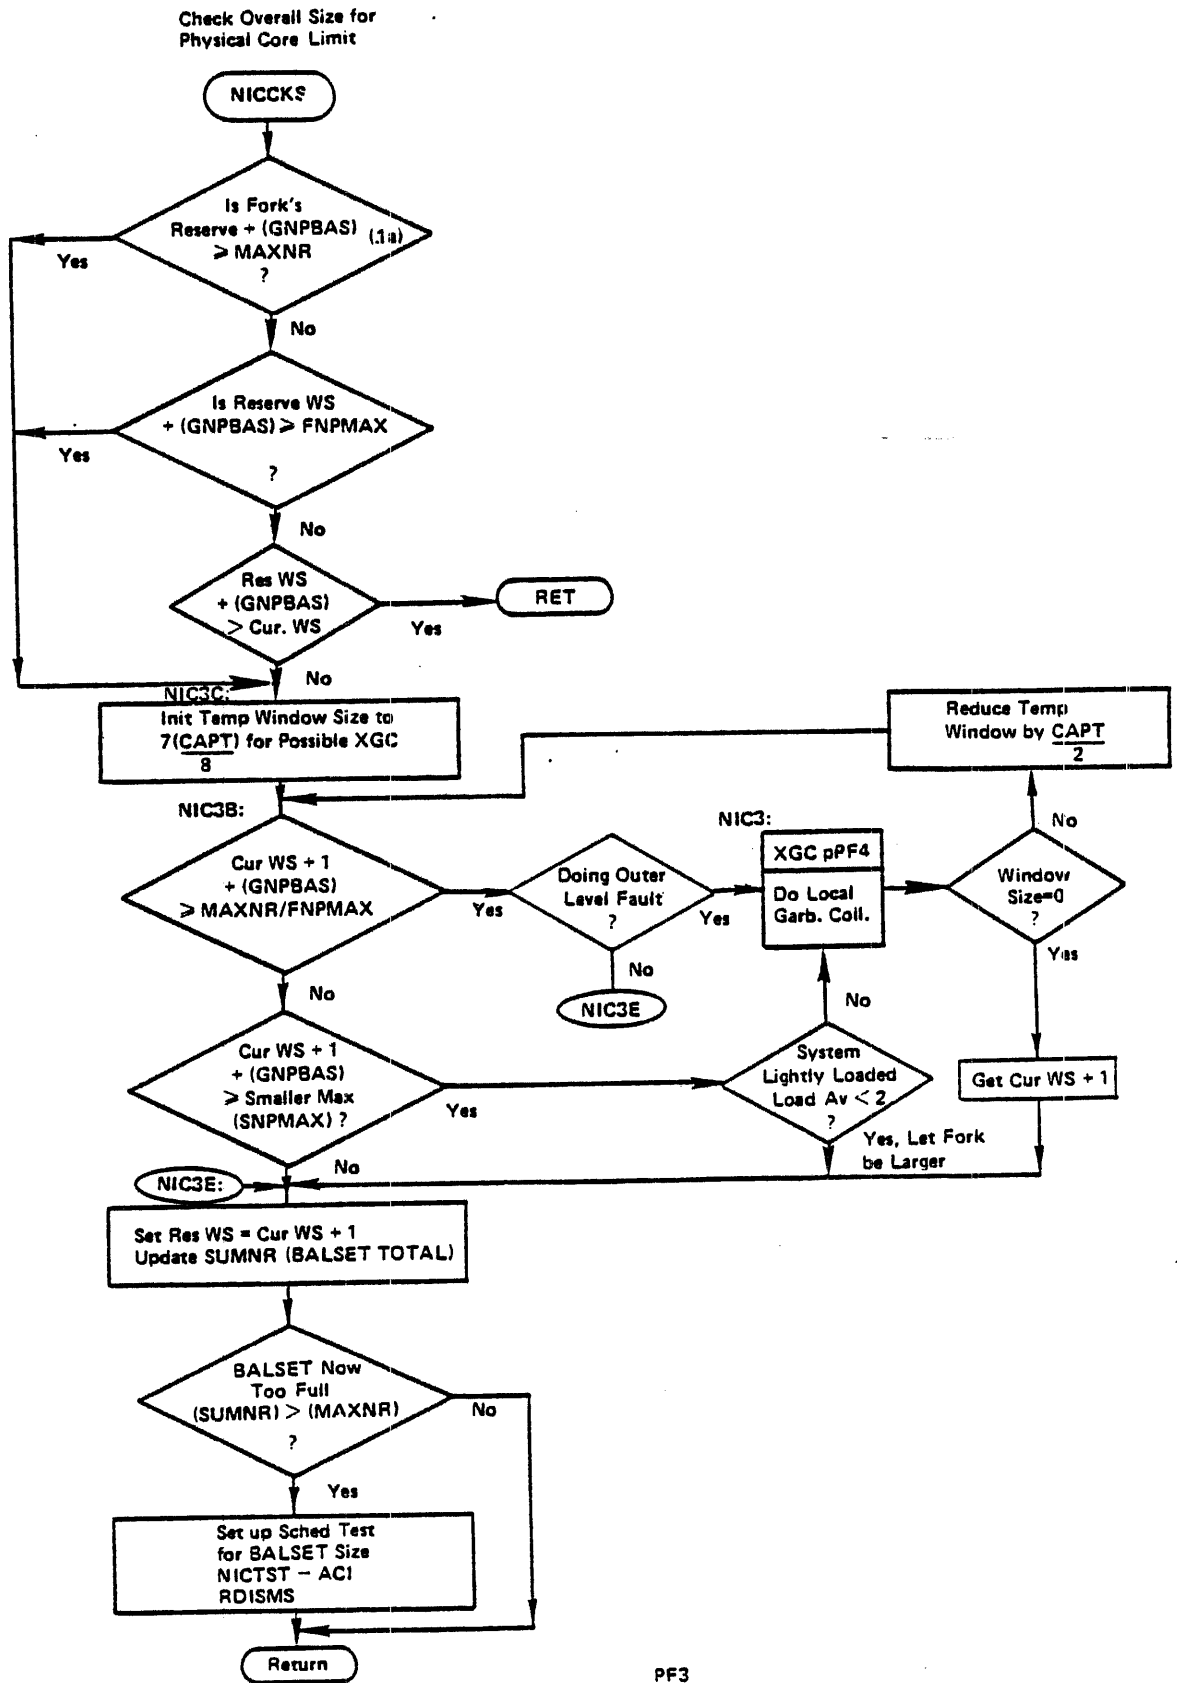 Check Overall Size for
Physical Core Limit
NICCKS
Is Fork's
Reserve + (GNPBAS)
⩾ MAXNR
?
Yes
No
Is Reserve WS
+ (GNPBAS) ⩾ FNPMAX
?
Yes
No
Res WS
+ (GNPBAS)
> Cur. WS
Yes
RET
No
NIC3C:
Init Temp Window Size to
7(CAPT) for Possible XGC
8
Reduce Temp
Window by CAPT
2
NIC3B:
Cur WS + 1
+ (GNPBAS)
⩾ MAXNR/FNPMAX
Yes
No
Doing Outer
Level Fault
?
Yes
No
NIC3E
NIC3:
XGC pPF4
Do Local
Garb. Coll.
Window
Size=0
?
No
Yes
Cur WS + 1
+ (GNPBAS)
⩾ Smaller Max
(SNPMAX) ?
Yes
No
System
Lightly Loaded
Load Av < 2
?
No
Yes, Let Fork
be Larger
Get Cur WS + 1
NIC3E:
Set Res WS = Cur WS + 1
Update SUMNR (BALSET TOTAL)
BALSET Now
Too Full
(SUMNR) > (MAXNR)
?
No
Yes
Set up Sched Test
for BALSET Size
NICTST – AC1
RDISMS
Return
PF3